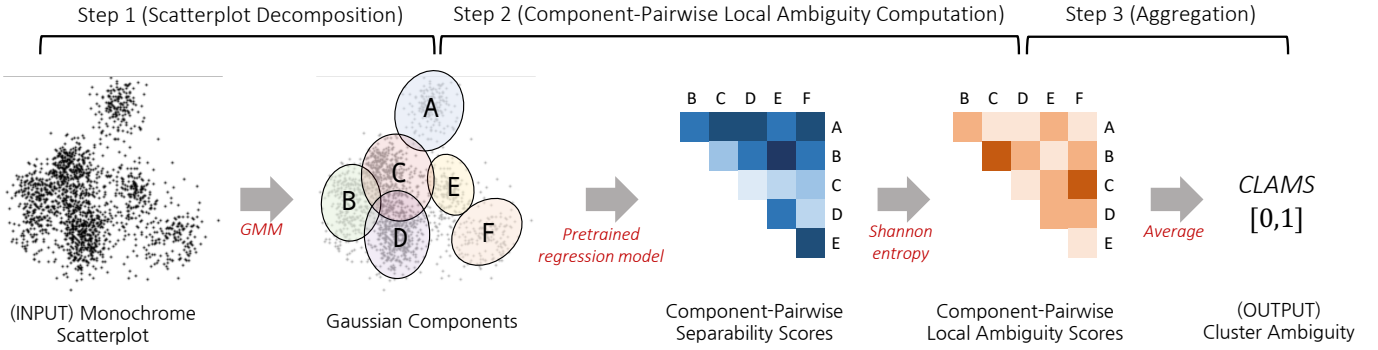 Step 1 (Scatterplot Decomposition)
Step 2 (Component-Pairwise Local Ambiguity Computation)
Step 3 (Aggregation)
A
B
C
D
E
F
B C D E F
A
B
C
D
E
B C D E F
A
B
C
D
E
GMM
Pretrained
regression model
Shannon
entropy
Average
CLAMS
[0,1]
(INPUT) Monochrome
Scatterplot
Gaussian Components
Component-Pairwise
Separability Scores
Component-Pairwise
Local Ambiguity Scores
(OUTPUT)
Cluster Ambiguity